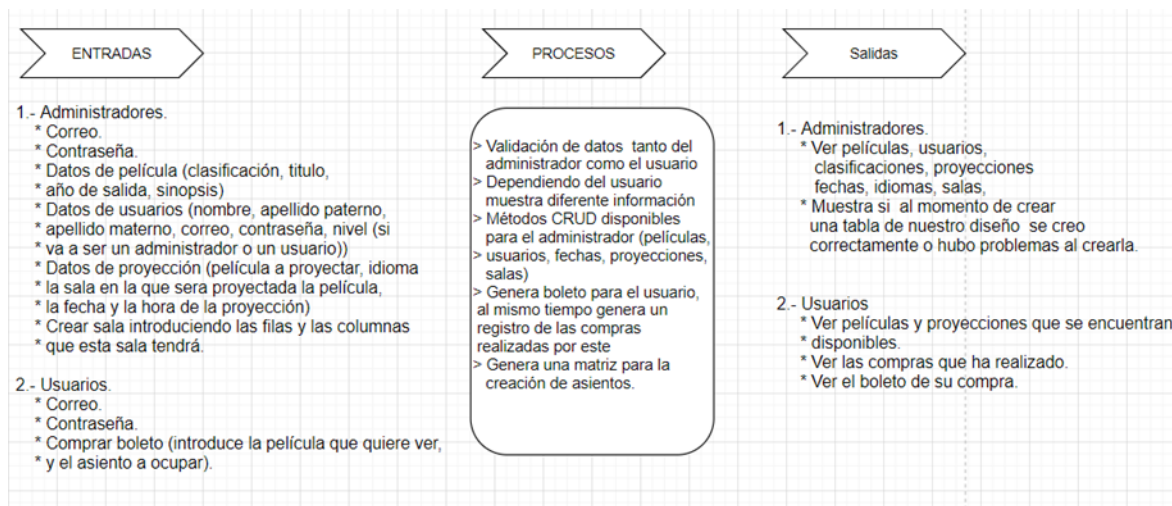 ENTRADAS
1.- Administradores.
* Correo.
* Contraseña.
* Datos de película (clasificación, titulo,
* año de salida, sinopsis)
* Datos de usuarios (nombre, apellido paterno,
* apellido materno, correo, contraseña, nivel (si
* va a ser un administrador o un usuario))
* Datos de proyección (película a proyectar, idioma
* la sala en la que sera proyectada la película,
* la fecha y la hora de la proyección)
* Crear sala introduciendo las filas y las columnas
* que esta sala tendrá.
2.- Usuarios.
* Correo.
* Contraseña.
* Comprar boleto (introduce la película que quiere ver,
* y el asiento a ocupar).
PROCESOS
> Validación de datos tanto del
administrador como el usuario
> Dependiendo del usuario
muestra diferente información
> Métodos CRUD disponibles
para el administrador (películas,
> usuarios, fechas, proyecciones,
salas)
> Genera boleto para el usuario,
al mismo tiempo genera un
registro de las compras
realizadas por este
> Genera una matriz para la
creación de asientos.
Salidas
1.- Administradores.
* Ver películas, usuarios,
clasificaciones, proyecciones
fechas, idiomas, salas,
* Muestra si al momento de crear
una tabla de nuestro diseño se creo
correctamente o hubo problemas al crearla.
2.- Usuarios
* Ver películas y proyecciones que se encuentran
* disponibles.
* Ver las compras que ha realizado.
* Ver el boleto de su compra.